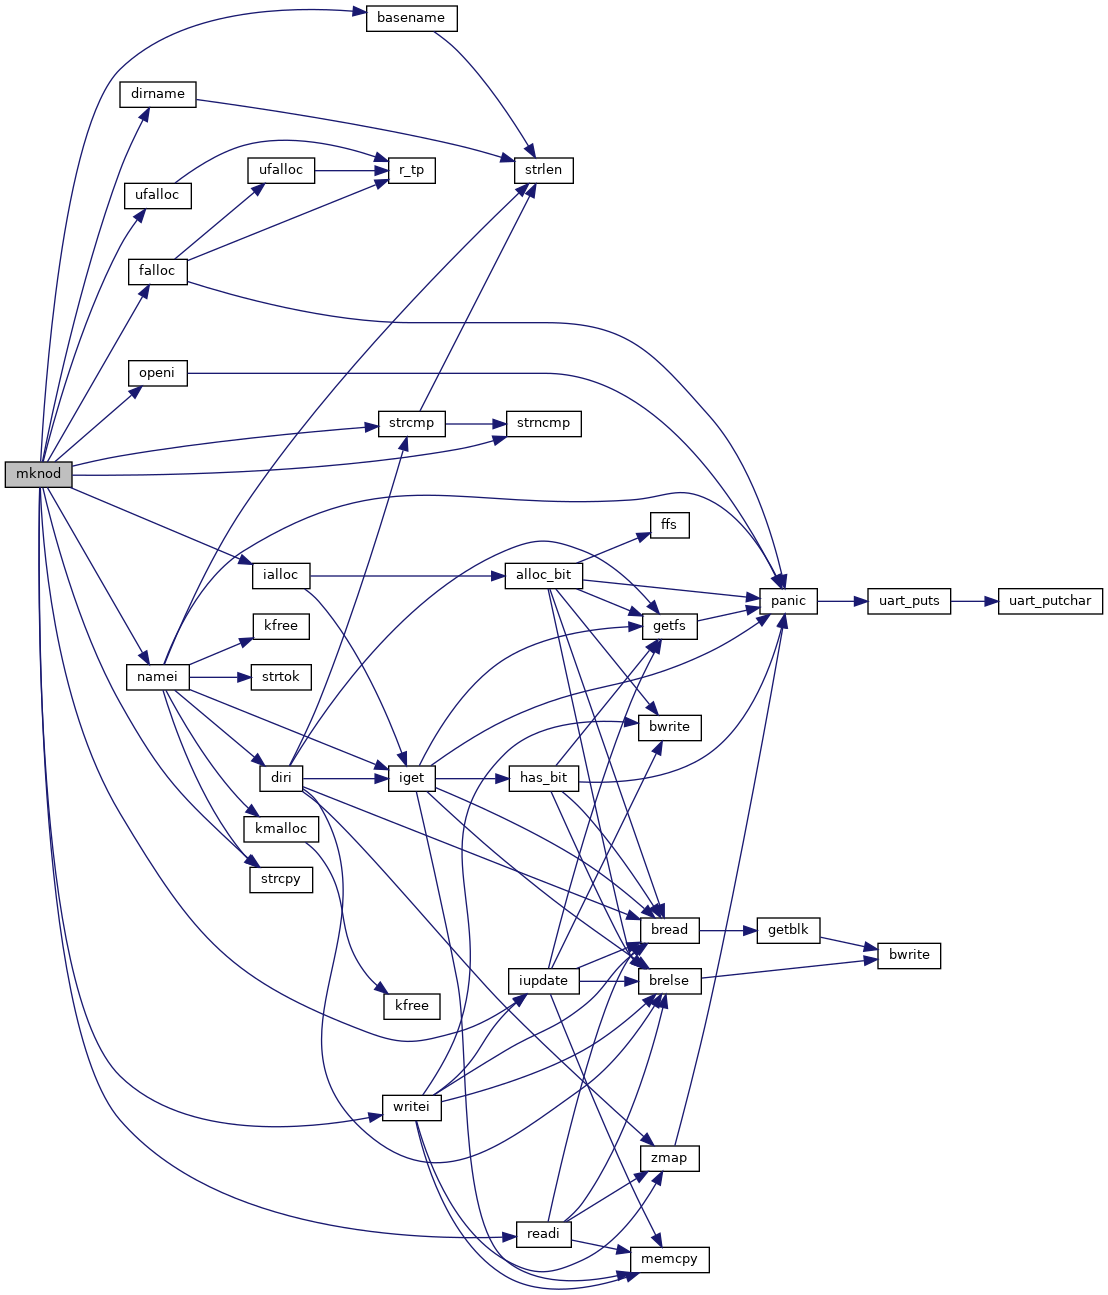 basename
dirname
ufalloc
r_tp
strlen
ufalloc
falloc
openi
strcmp
strncmp
mknod
ffs
ialloc
alloc_bit
panic
uart_puts
uart_putchar
kfree
getfs
namei
strtok
bwrite
diri
iget
has_bit
kmalloc
strcpy
bread
getblk
bwrite
iupdate
brelse
kfree
writei
zmap
readi
memcpy